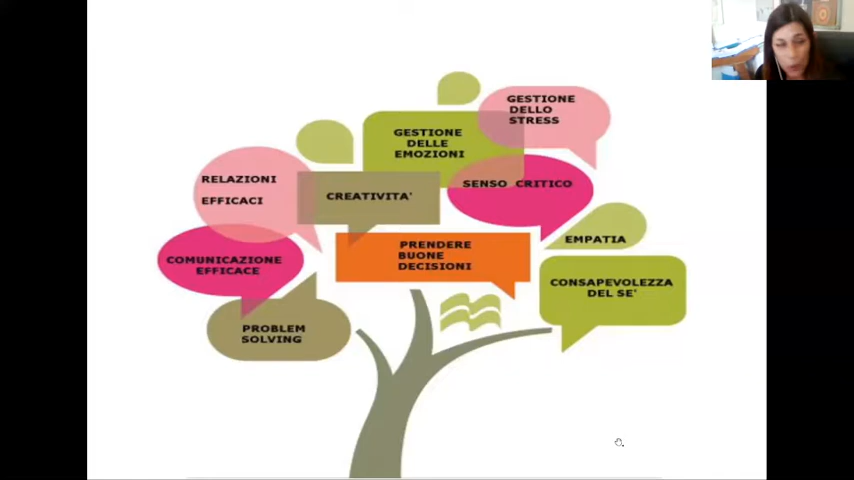 GESTIONE
DELLO
STRESS
GESTIONE
DELLE
EMOZIONI
RELAZIONI
EFFICACI
CREATIVITA'
SENSO CRITICO
EMPATIA
COMUNICAZIONE
EFFICACE
PRENDERE
BUONE
DECISIONI
CONSAPEVOLEZZA
DEL SE'
PROBLEM
SOLVING